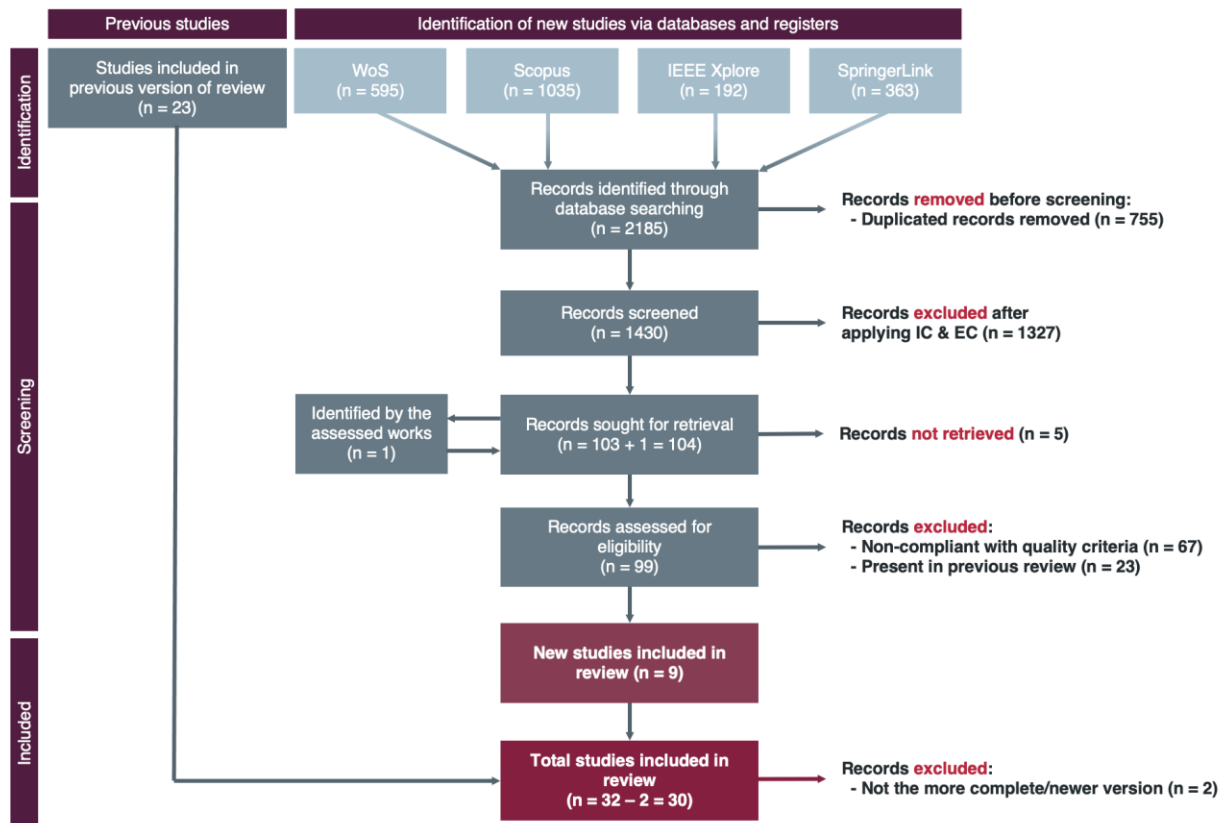 Previous studies
Identification of new studies via databases and registers
Identification
Studies included in
previous version of review
(n = 23)
WoS
(n = 595)
Scopus
(n = 1035)
IEEE Xplore
(n = 192)
SpringerLink
(n = 363)
Records identified through
database searching
(n = 2185)
Records removed before screening:
- Duplicated records removed (n = 755)
Screening
Records screened
(n = 1430)
Records excluded after
applying IC & EC (n = 1327)
Identified by the
assessed works
(n = 1)
Records sought for retrieval
(n = 103 + 1 = 104)
Records not retrieved (n = 5)
Records assessed for
eligibility
(n = 99)
Records excluded:
- Non-compliant with quality criteria (n = 67)
- Present in previous review (n = 23)
Included
New studies included in
review (n = 9)
Total studies included in
review
(n = 32 – 2 = 30)
Records excluded:
- Not the more complete/newer version (n = 2)